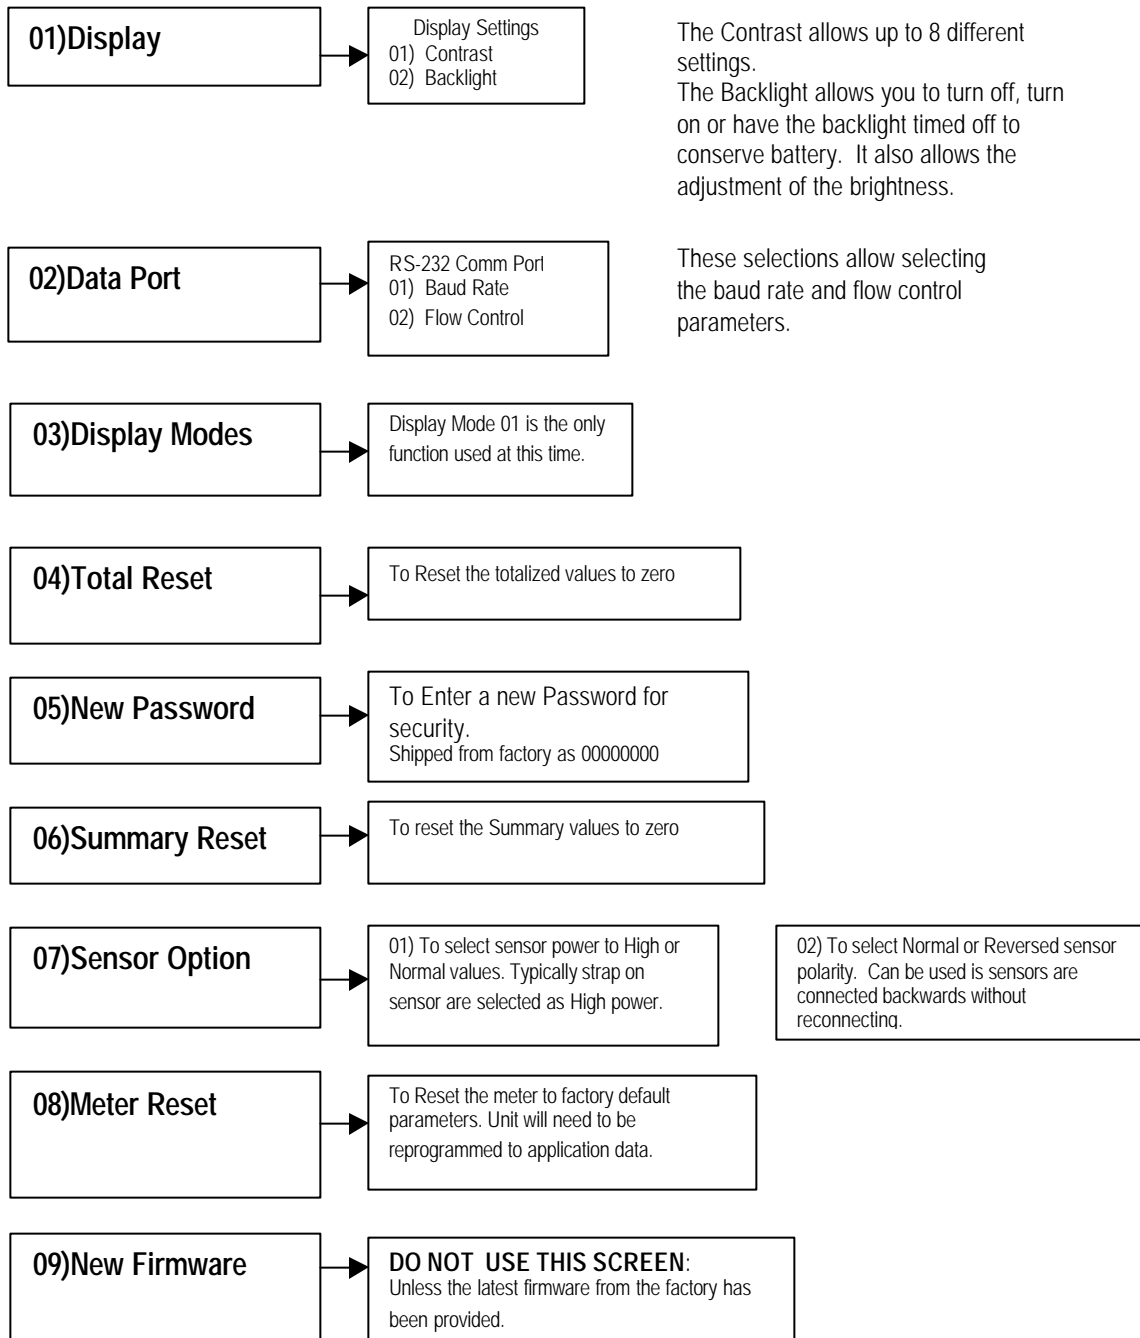 01)Display
Display Settings
01) Contrast
02) Backlight
The Contrast allows up to 8 different
settings.
The Backlight allows you to turn off, turn
on or have the backlight timed off to
conserve battery. It also allows the
adjustment of the brightness.
02)Data Port
RS-232 Comm Port
01) Baud Rate
02) Flow Control
These selections allow selecting
the baud rate and flow control
parameters.
03)Display Modes
Display Mode 01 is the only
function used at this time.
04)Total Reset
To Reset the totalized values to zero
05)New Password
To Enter a new Password for
security.
Shipped from factory as 00000000
06)Summary Reset
To reset the Summary values to zero
07)Sensor Option
01) To select sensor power to High or
Normal values. Typically strap on
sensor are selected as High power.
02) To select Normal or Reversed sensor
polarity. Can be used is sensors are
connected backwards without
reconnecting.
08)Meter Reset
To Reset the meter to factory default
parameters. Unit will need to be
reprogrammed to application data.
09)New Firmware
DO NOT USE THIS SCREEN:
Unless the latest firmware from the factory has
been provided.